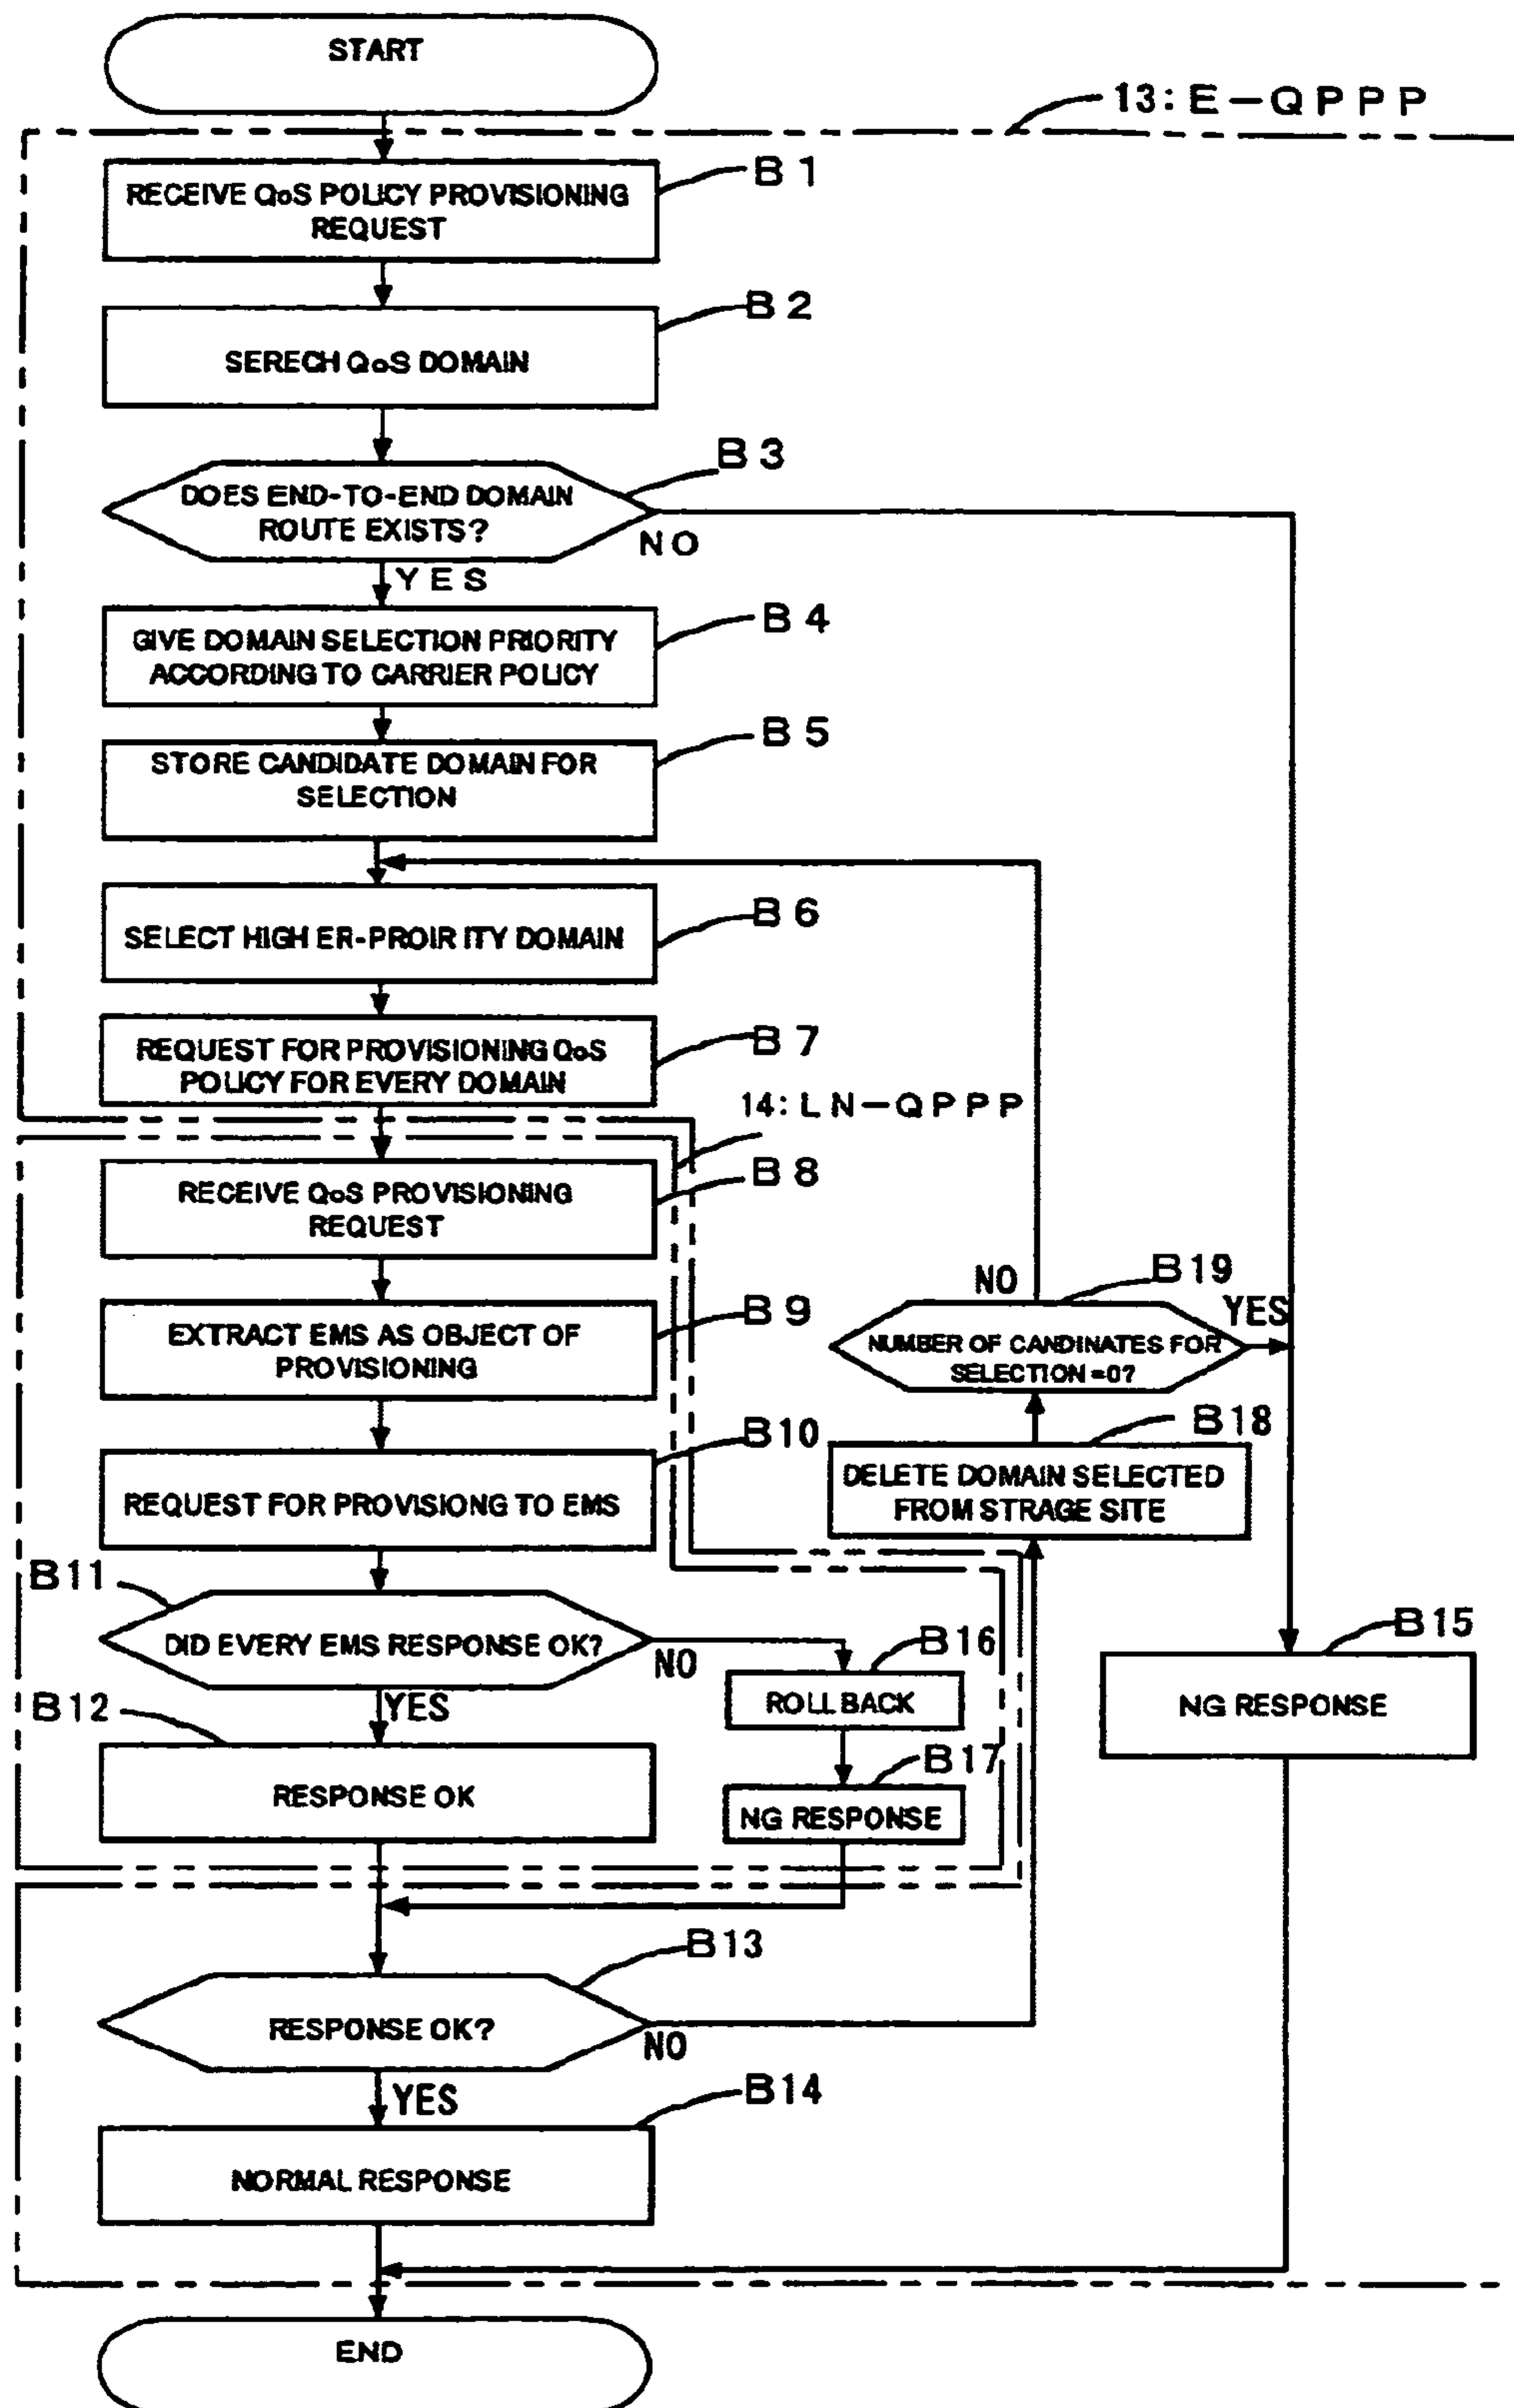 START
13: E-QPPP
B1
RECEIVE QoS POLICY PROVISIONING
REQUEST
B2
SERECH QoS DOMAIN
B3
DOES END-TO-END DOMAIN
ROUTE EXISTS?
NO
YES
B4
GIVE DOMAIN SELECTION PRIORITY
ACCORDING TO CARRIER POLICY
B5
STORE CANDIDATE DOMAIN FOR
SELECTION
B6
SELECT HIGH ER-PROIR ITY DOMAIN
B7
REQUEST FOR PROVISIONING QoS
POLICY FOR EVERY DOMAIN
14: LN-QPPP
B8
RECEIVE QoS PROVISIONING
REQUEST
B9
EXTRACT EMS AS OBJECT OF
PROVISIONING
B10
REQUEST FOR PROVISIONG TO EMS
B19
NO
YES
NUMBER OF CANDINATES FOR
SELECTION =0?
B18
DELETE DOMAIN SELECTED
FROM STRAGE SITE
B11
DID EVERY EMS RESPONSE OK?
NO
YES
B16
ROLL BACK
B15
NG RESPONSE
B12
RESPONSE OK
B17
NG RESPONSE
B13
RESPONSE OK?
NO
YES
B14
NORMAL RESPONSE
END